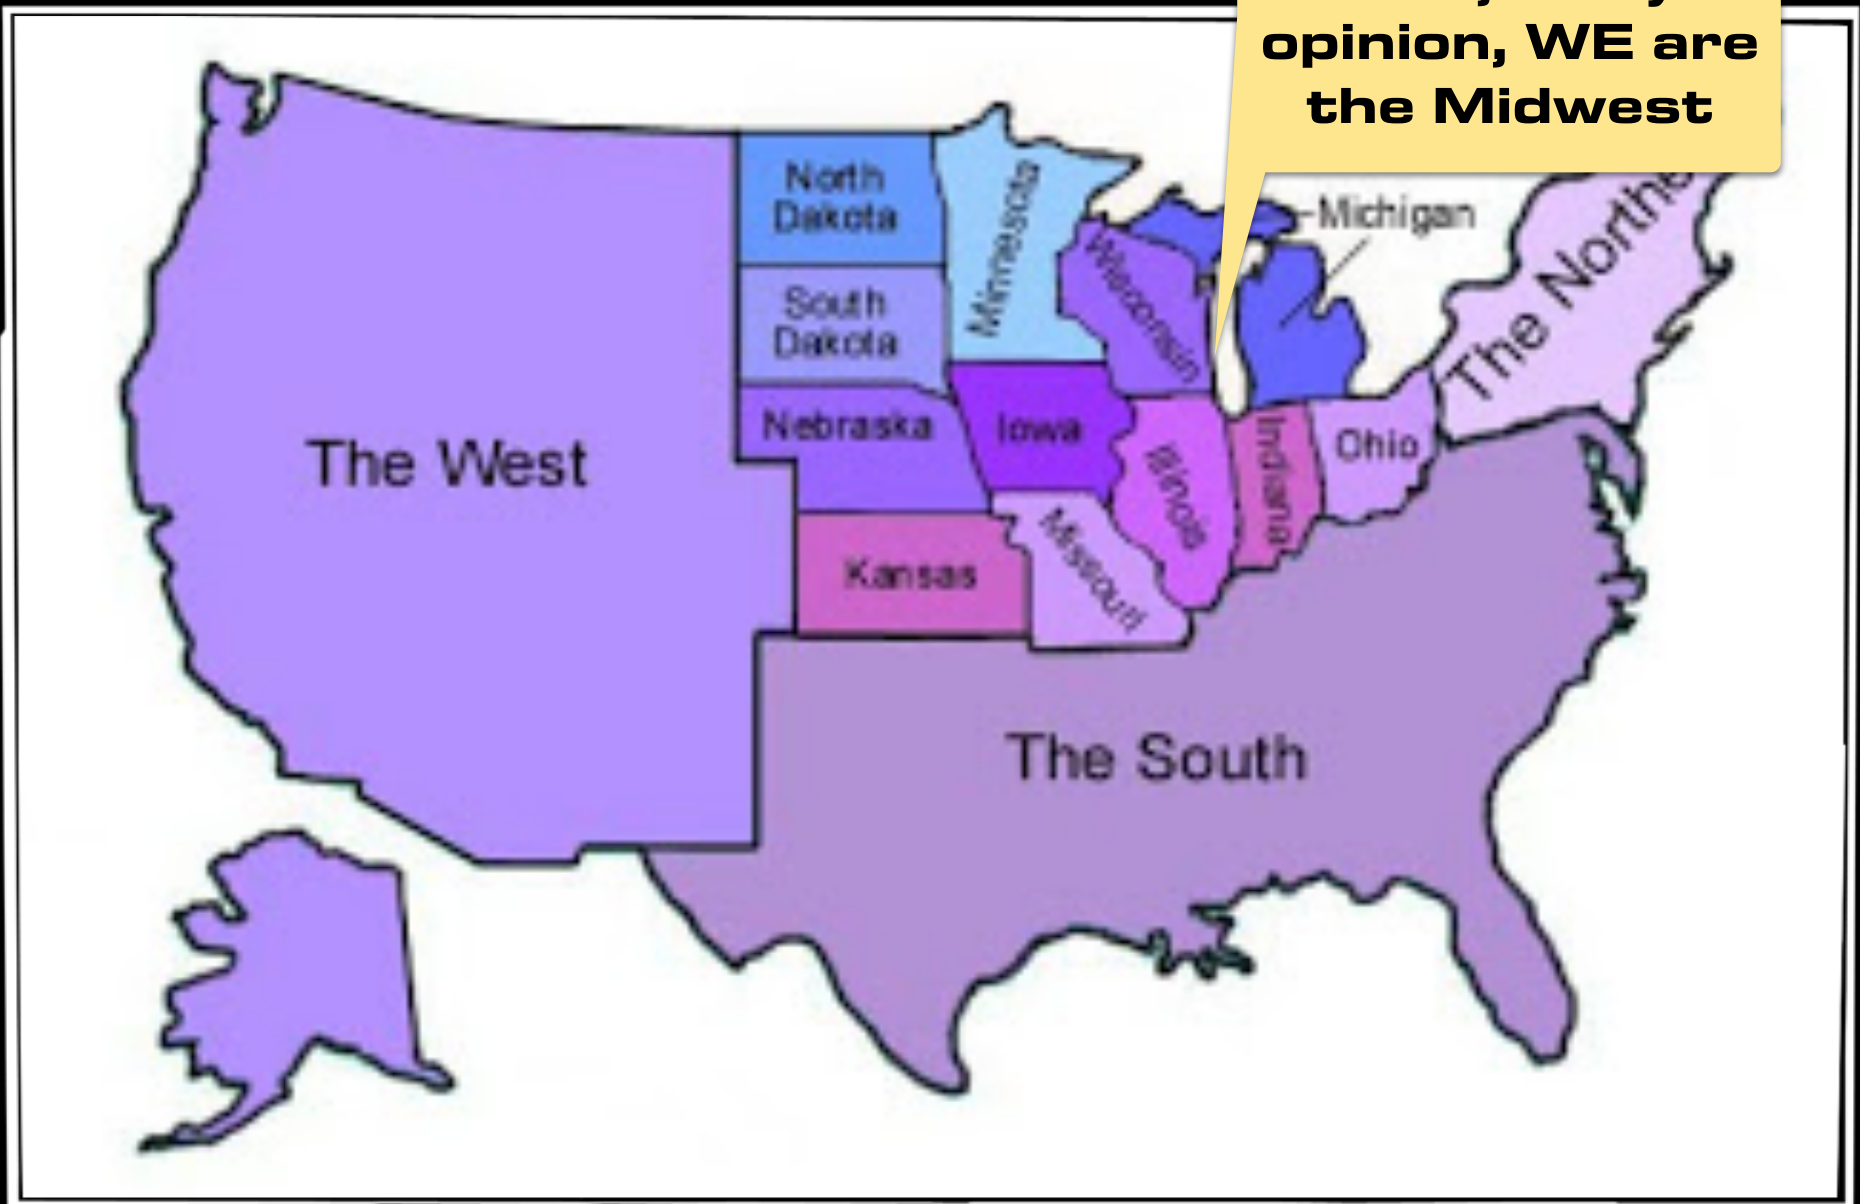 opinion, WE are
the Midwest
North
Dakota
Minnesota
Michigan
Wisconsin
The
South
Dakota
Nebraska
Iowa
Illinois
Indiana
Ohio
The West
Kansas
Missouri
The South